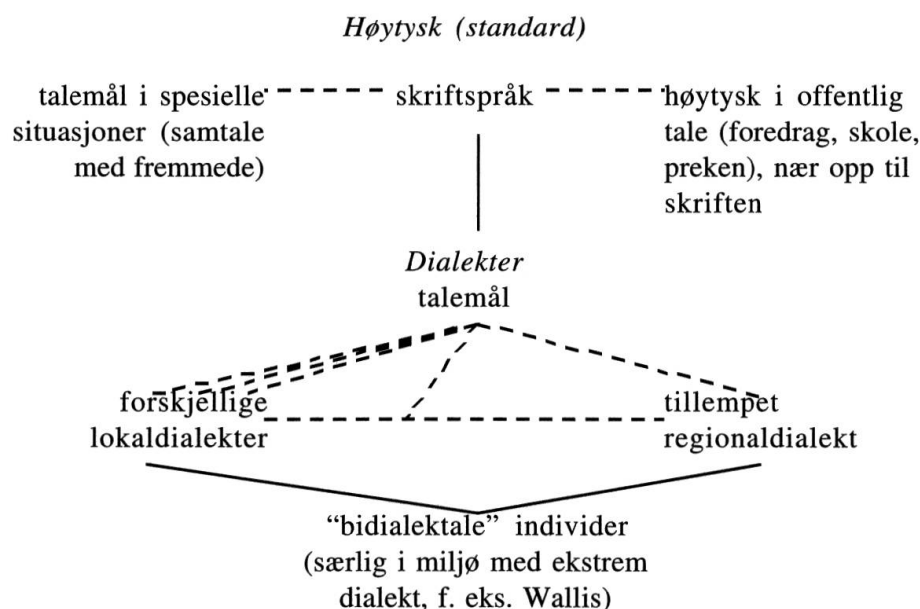 Høytysk (standard)
talemål i spesielle
situasjoner (samtale
med fremmede)
skriftspråk
høytysk i offentlig
tale (foredrag, skole,
preken), nær opp til
skriften
Dialekter
talemål
forskjellige
lokaldialekter
tillempet
regionaldialekt
“bidialektale” individer
(særlig i miljø med ekstrem
dialekt, f. eks. Wallis)